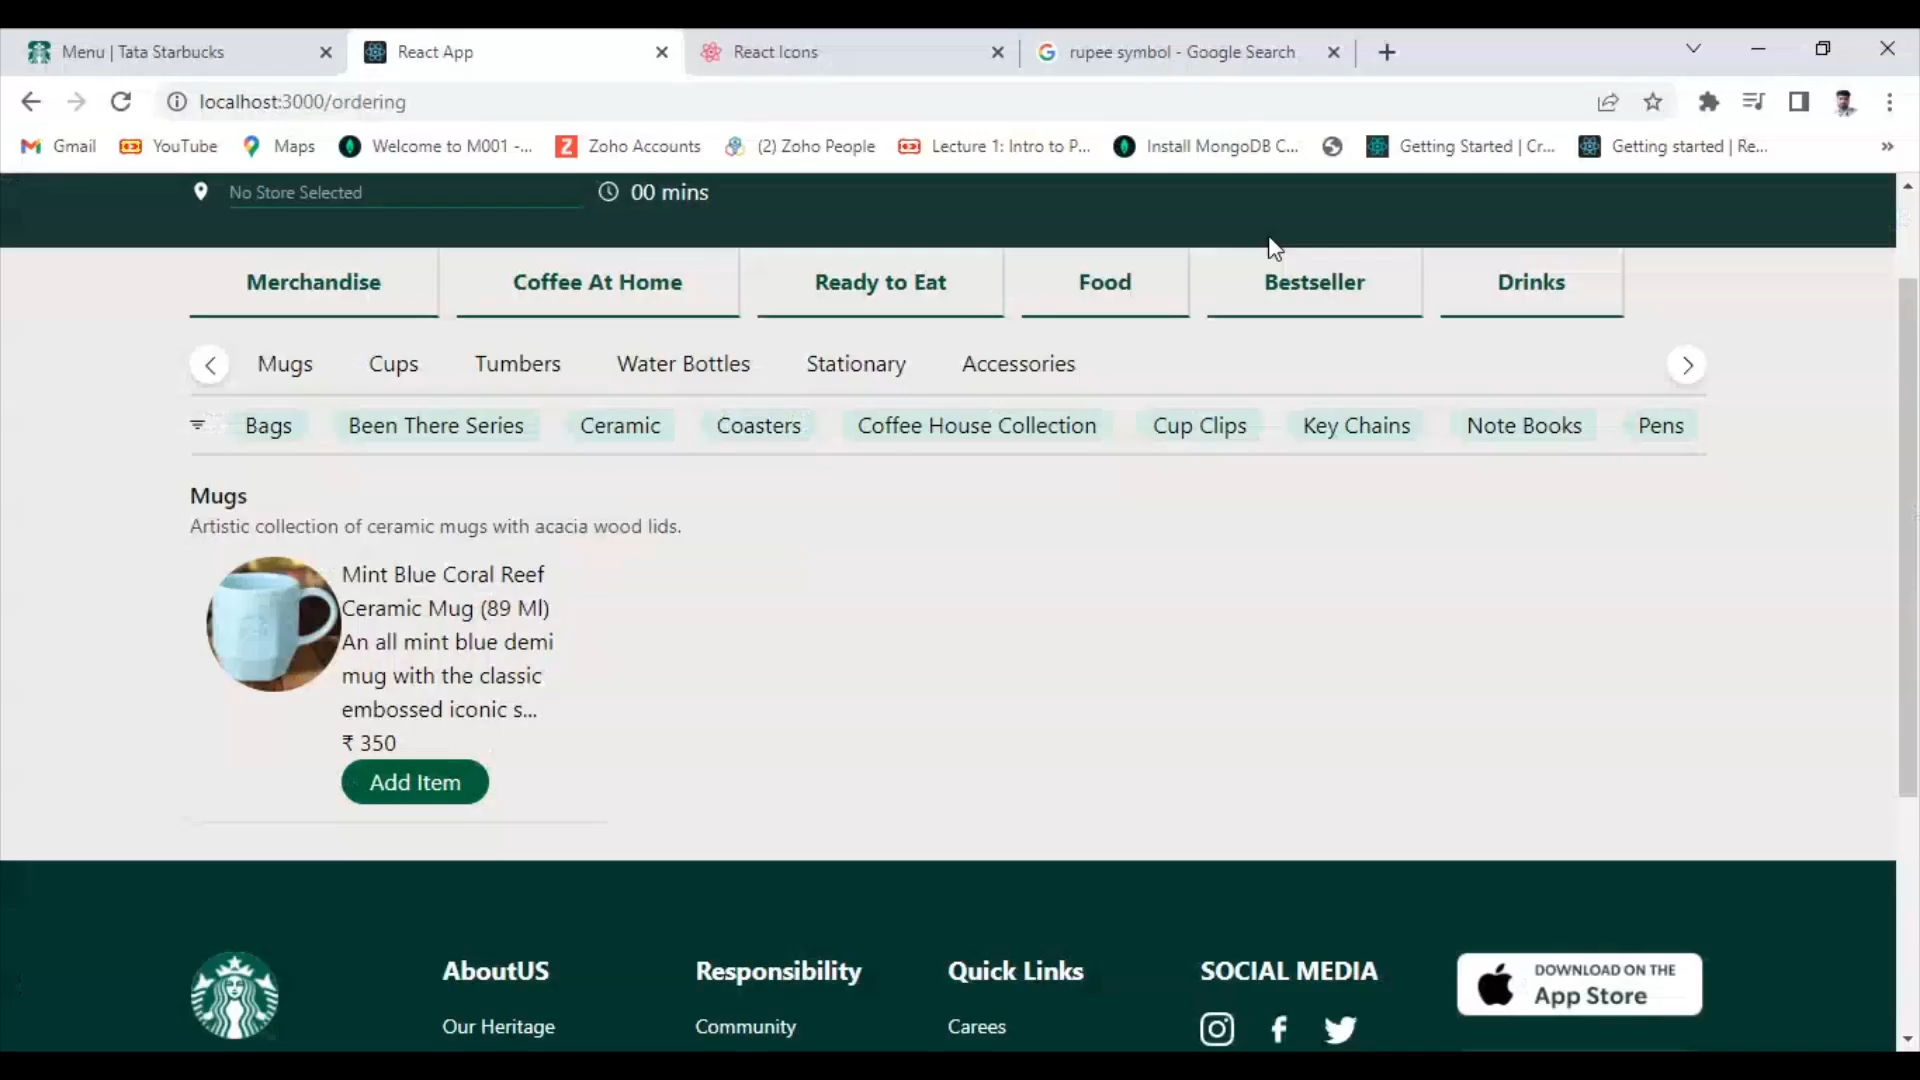 Menu | Tata Starbucks
React App
React Icons
rupee symbol - Google Search
localhost:3000/ordering
Gmail
YouTube
Maps
Welcome to M001 -...
Zoho Accounts
(2) Zoho People
Lecture 1: Intro to P...
Install MongoDB C...
Getting Started | Cr...
Getting started | Re...
»
No Store Selected
00 mins
Merchandise
Coffee At Home
Ready to Eat
Food
Bestseller
Drinks
Mugs
Cups
Tumbers
Water Bottles
Stationary
Accessories
Bags
Been There Series
Ceramic
Coasters
Coffee House Collection
Cup Clips
Key Chains
Note Books
Pens
Mugs
Artistic collection of ceramic mugs with acacia wood lids.
Mint Blue Coral Reef
Ceramic Mug (89 Ml)
An all mint blue demi
mug with the classic
embossed iconic s...
₹ 350
Add Item
AboutUS
Responsibility
Quick Links
SOCIAL MEDIA
DOWNLOAD ON THE
App Store
Our Heritage
Community
Carees